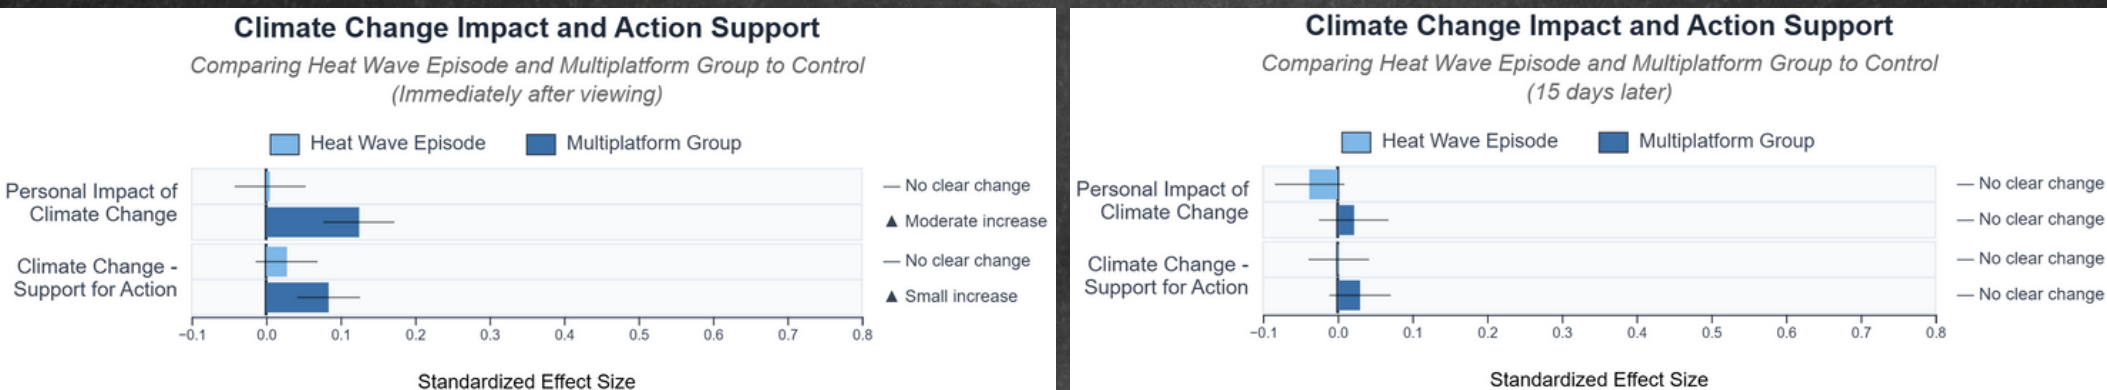 Climate Change Impact and Action Support
Comparing Heat Wave Episode and Multiplatform Group to Control
(Immediately after viewing)
Heat Wave Episode
Multiplatform Group
Personal Impact of
Climate Change
— No clear change
▲ Moderate increase
Climate Change -
Support for Action
— No clear change
▲ Small increase
−0.1 0.0 0.1 0.2 0.3 0.4 0.5 0.6 0.7 0.8
Standardized Effect Size
Climate Change Impact and Action Support
Comparing Heat Wave Episode and Multiplatform Group to Control
(15 days later)
Heat Wave Episode
Multiplatform Group
Personal Impact of
Climate Change
— No clear change
— No clear change
Climate Change -
Support for Action
— No clear change
— No clear change
−0.1 0.0 0.1 0.2 0.3 0.4 0.5 0.6 0.7 0.8
Standardized Effect Size